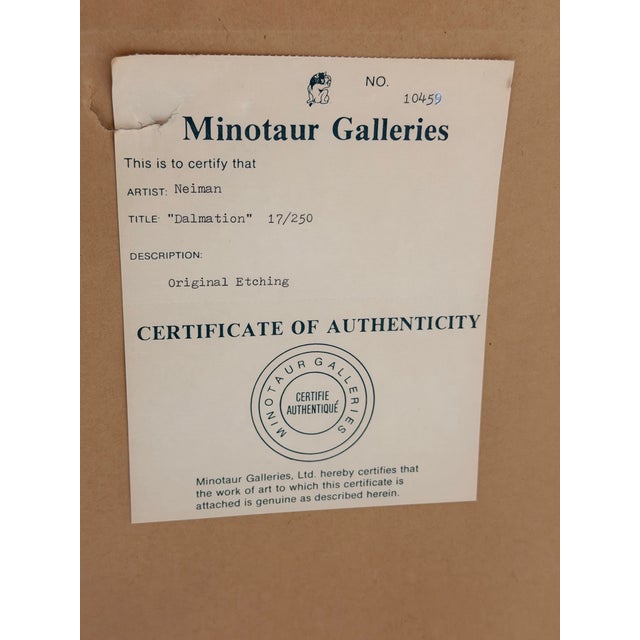 NO. 10459
Minotaur Galleries
This is to certify that
ARTIST: Neiman
TITLE: "Dalmation" 17/250
DESCRIPTION:
Original Etching
CERTIFICATE OF AUTHENTICITY
MINOTAUR GALLERIES
CERTIFIE
AUTHENTIQUÉ
Minotaur Galleries, Ltd. hereby certifies that
the work of art to which this certificate is
attached is genuine as described herein.